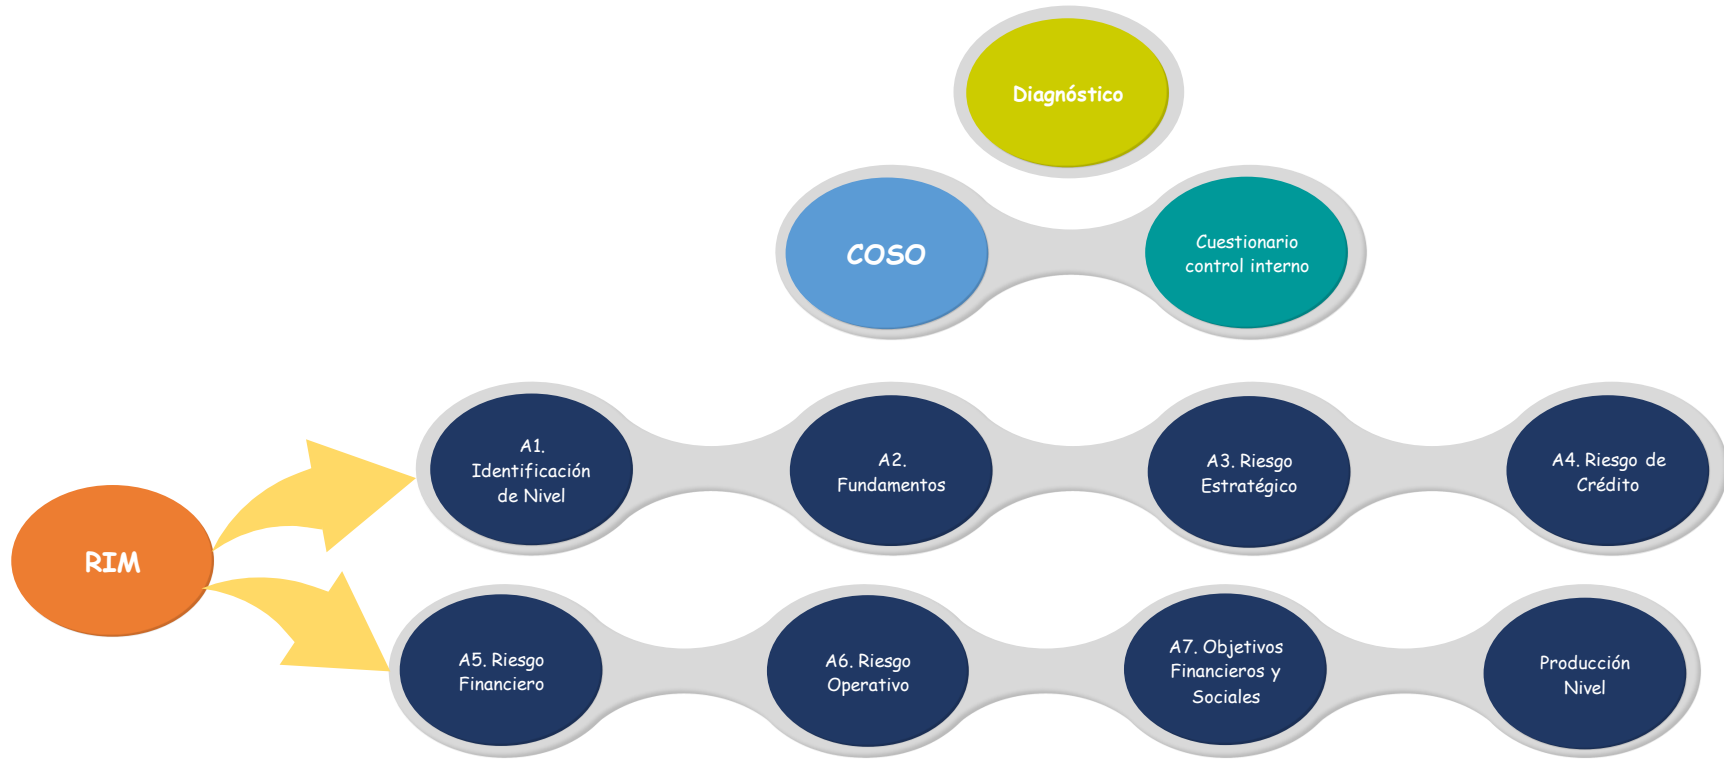 Diagnóstico
COSO
Cuestionario
control interno
A1.
Identificación
de Nivel
A2.
Fundamentos
A3. Riesgo
Estratégico
A4. Riesgo de
Crédito
RIM
A5. Riesgo
Financiero
A6. Riesgo
Operativo
A7. Objetivos
Financieros y
Sociales
Producción
Nivel